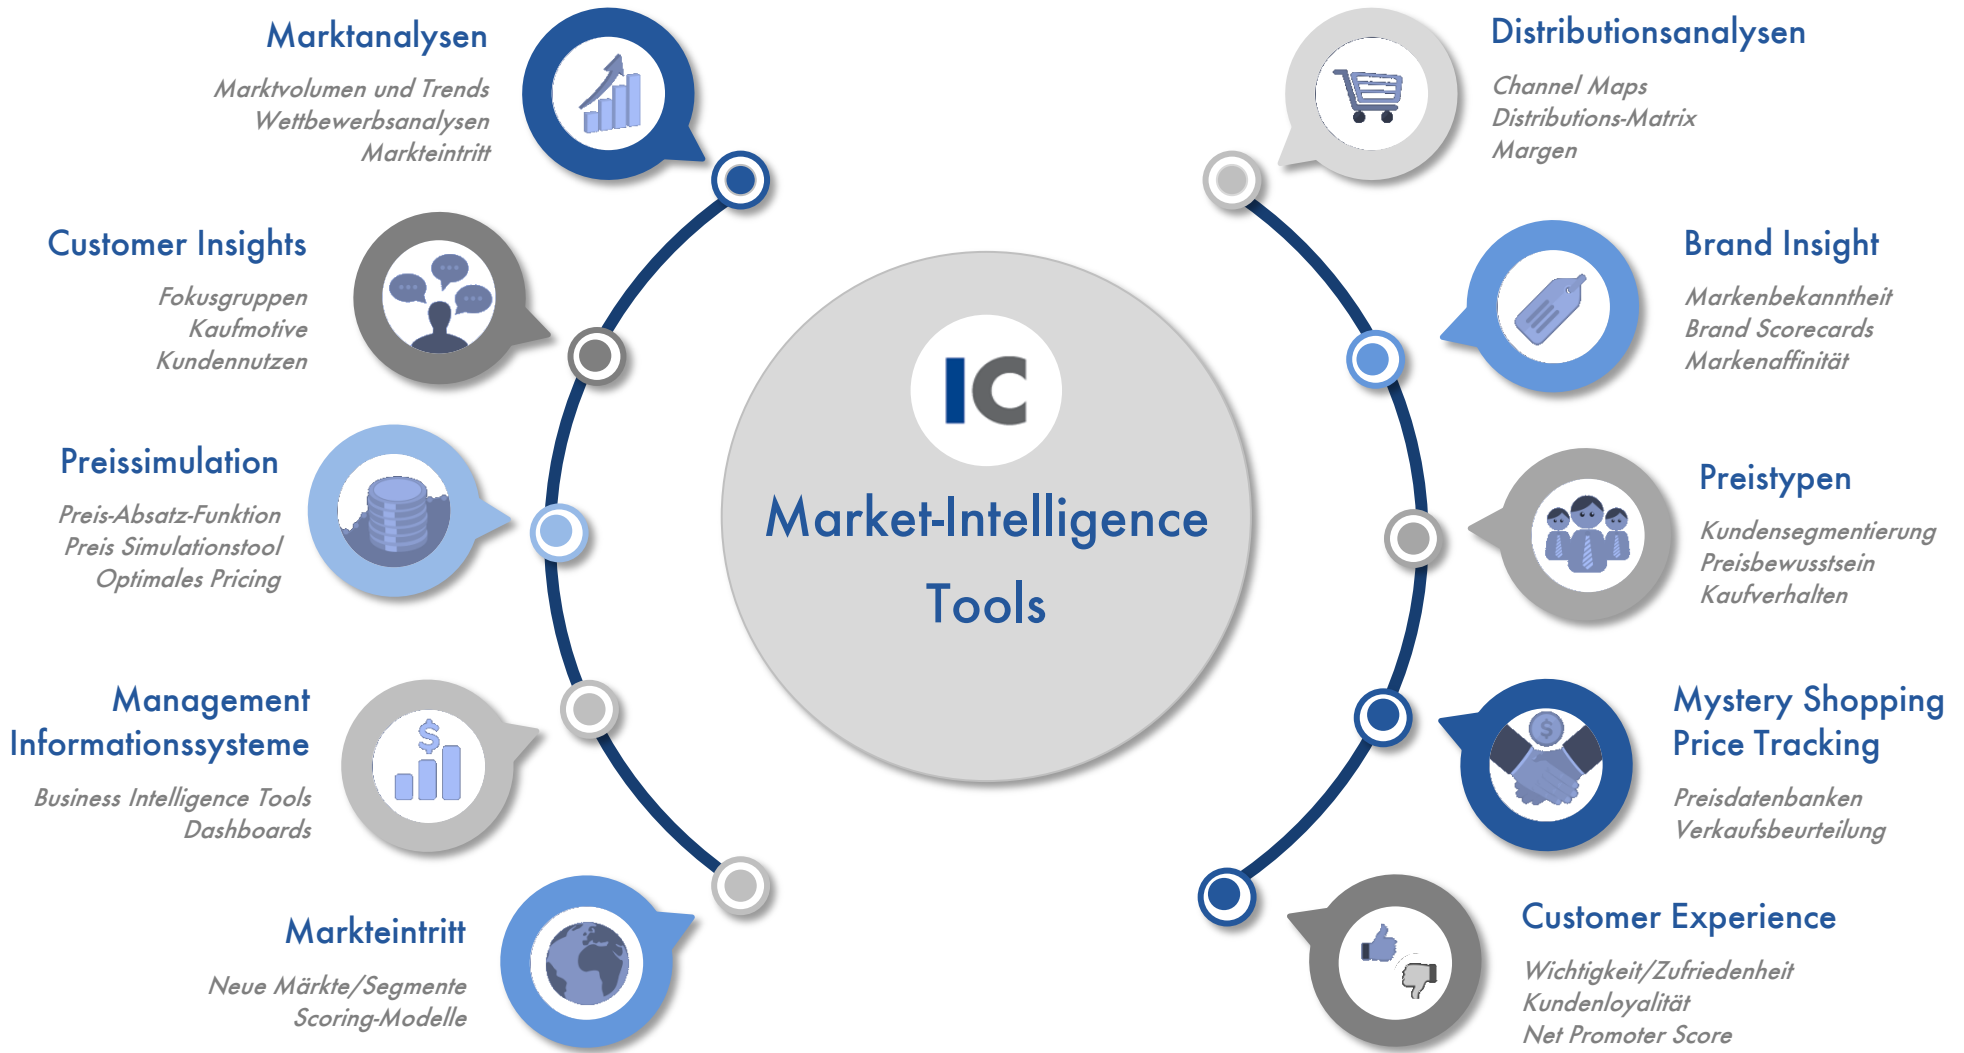 Marktanalysen
Marktvolumen und Trends
Wettbewerbsanalysen
Markteintritt
Customer Insights
Fokusgruppen
Kaufmotive
Kundennutzen
Preissimulation
Preis-Absatz-Funktion
Preis Simulationstool
Optimales Pricing
Management
Informationssysteme
Business Intelligence Tools
Dashboards
$
Markteintritt
Neue Märkte/Segmente
Scoring-Modelle
IC
Market-Intelligence
Tools
Distributionsanalysen
Channel Maps
Distributions-Matrix
Margen
Brand Insight
Markenbekanntheit
Brand Scorecards
Markenaffinität
Preistypen
Kundensegmentierung
Preisbewusstsein
Kaufverhalten
Mystery Shopping
Price Tracking
Preisdatenbanken
Verkaufsbeurteilung
$
Customer Experience
Wichtigkeit/Zufriedenheit
Kundenloyalität
Net Promoter Score